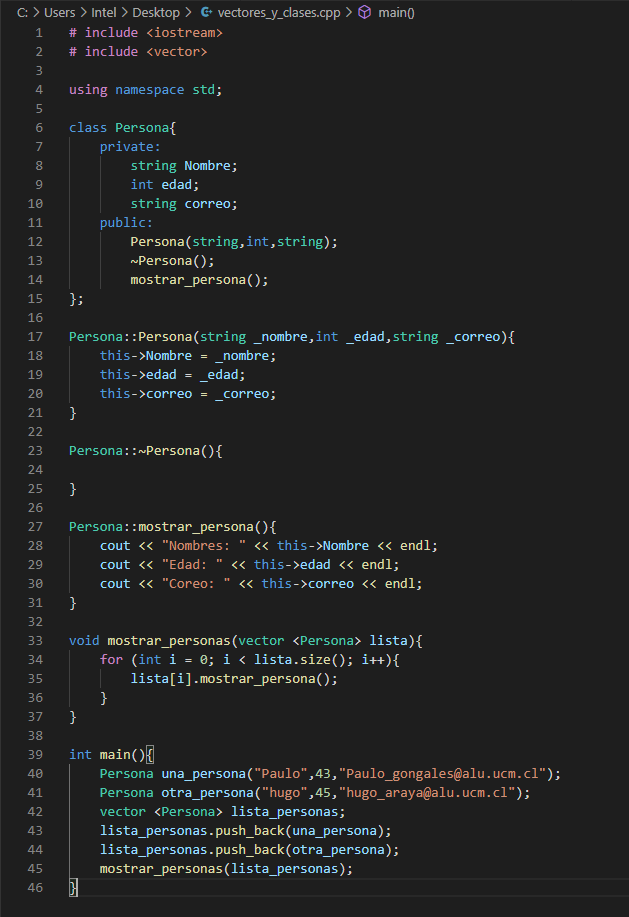 C: > Users > Intel > Desktop > vectores_y_clases.cpp > main()
1 # include <iostream>
2 # include <vector>
3
4 using namespace std;
5
6 class Persona{
7     private:
8         string Nombre;
9         int edad;
10         string correo;
11     public:
12         Persona(string,int,string);
13         ~Persona();
14         mostrar_persona();
15 };
16
17 Persona::Persona(string _nombre,int _edad,string _correo){
18     this->Nombre = _nombre;
19     this->edad = _edad;
20     this->correo = _correo;
21 }
22
23 Persona::~Persona(){
24
25 }
26
27 Persona::mostrar_persona(){
28     cout << "Nombres: " << this->Nombre << endl;
29     cout << "Edad: " << this->edad << endl;
30     cout << "Coreo: " << this->correo << endl;
31 }
32
33 void mostrar_personas(vector <Persona> lista){
34     for (int i = 0; i < lista.size(); i++){
35         lista[i].mostrar_persona();
36     }
37 }
38
39 int main(){
40     Persona una_persona("Paulo",43,"Paulo_gongales@alu.ucm.cl");
41     Persona otra_persona("hugo",45,"hugo_araya@alu.ucm.cl");
42     vector <Persona> lista_personas;
43     lista_personas.push_back(una_persona);
44     lista_personas.push_back(otra_persona);
45     mostrar_personas(lista_personas);
46 }